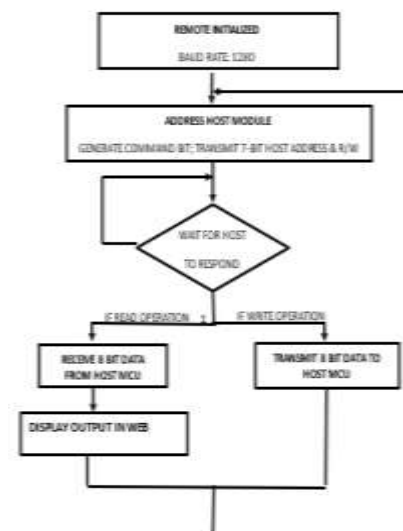 REMOTE INITIALIZED
BAUD RATE: 1280
ADDRESS HOST MODULE
GENERATE COMMAND BIT; TRANSMIT 7-BIT HOST ADDRESS & R/W
WAIT FOR HOST
TO RESPOND
IF READ OPERATION
IF WRITE OPERATION
RECEIVE 8 BIT DATA
FROM HOST MCU
TRANSMIT 8 BIT DATA TO
HOST MCU
DISPLAY OUTPUT IN WEB